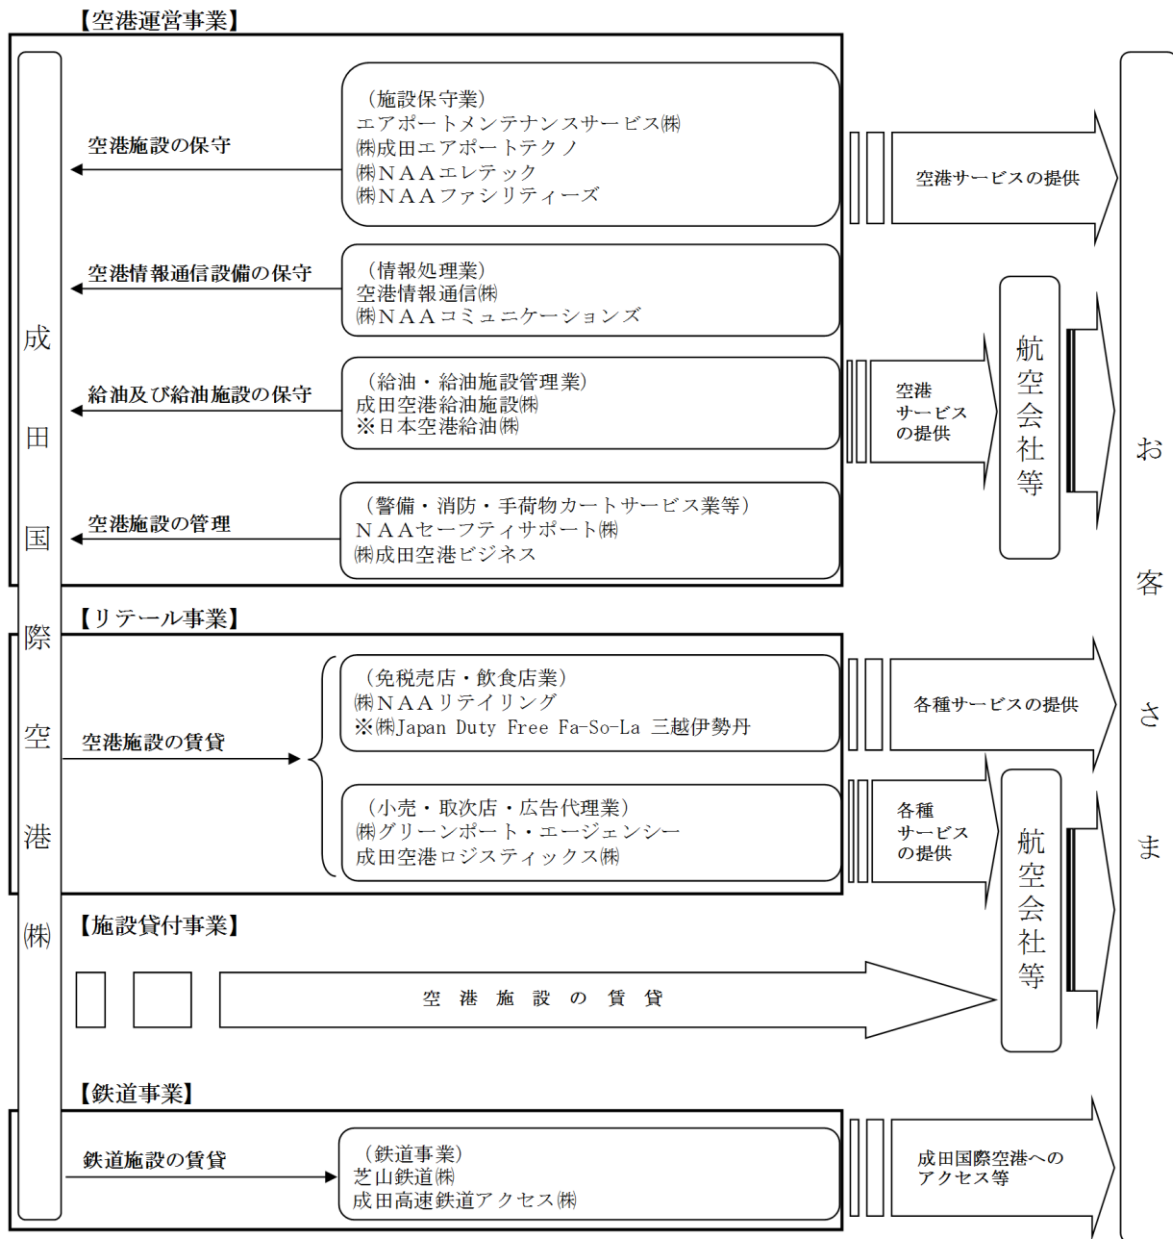 【空港運営事業】
空港施設の保守
（施設保守業）
エアポートメンテナンスサービス㈱
㈱成田エアポートテクノ
㈱ＮＡＡエレテック
㈱ＮＡＡファシリティーズ
空港サービスの提供
空港情報通信設備の保守
（情報処理業）
空港情報通信㈱
㈱ＮＡＡコミュニケーションズ
給油及び給油施設の保守
（給油・給油施設管理業）
成田空港給油施設㈱
※日本空港給油㈱
空港
サービス
の提供
航空会社等
空港施設の管理
（警備・消防・手荷物カートサービス業等）
ＮＡＡセーフティサポート㈱
㈱成田空港ビジネス
成田国際空港㈱
お客さま
【リテール事業】
空港施設の賃貸
（免税売店・飲食店業）
㈱ＮＡＡリテイリング
※㈱Japan Duty Free Fa-So-La 三越伊勢丹
各種サービスの提供
（小売・取次店・広告代理業）
㈱グリーンポート・エージェンシー
成田空港ロジスティックス㈱
各種
サービス
の提供
航空会社等
【施設貸付事業】
空港施設の賃貸
【鉄道事業】
鉄道施設の賃貸
（鉄道事業）
芝山鉄道㈱
成田高速鉄道アクセス㈱
成田国際空港への
アクセス等